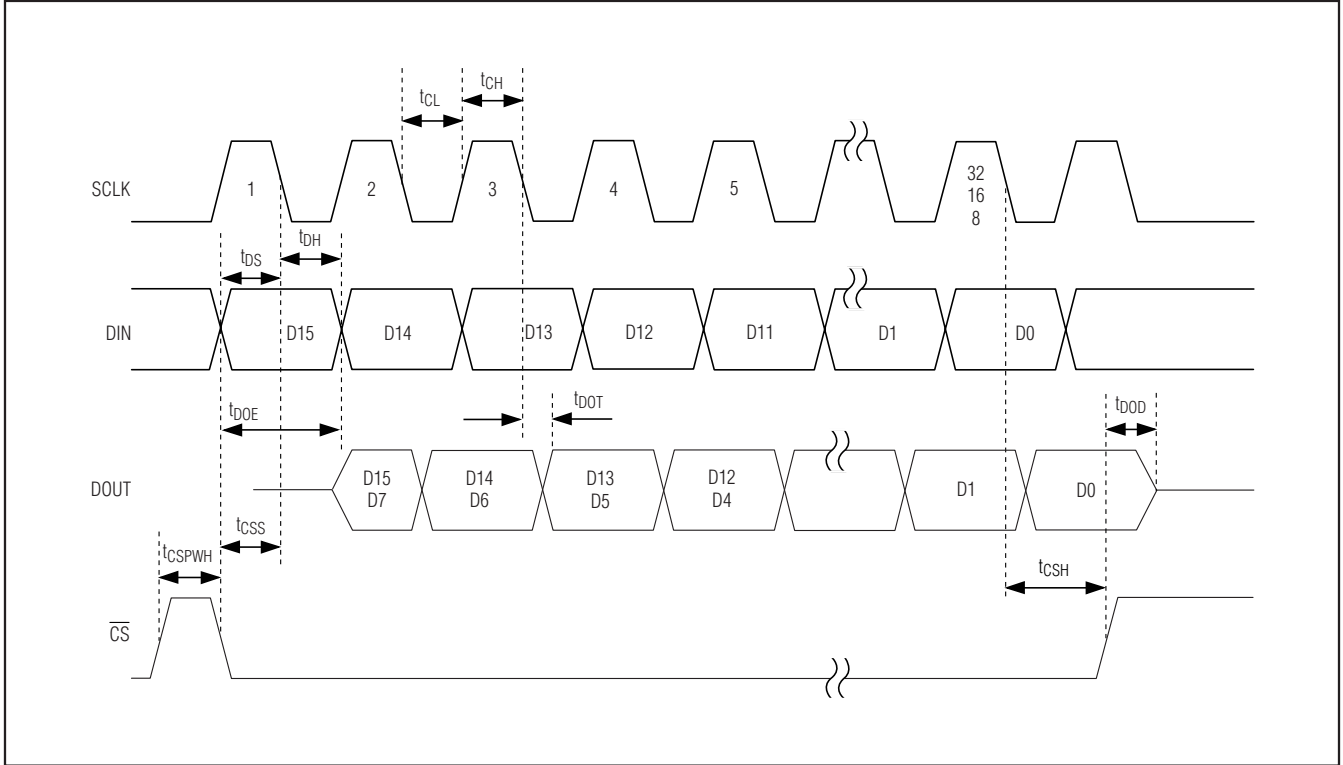 tCL
tCH
SCLK
1
2
3
4
5
32
16
8
tDS
tDH
DIN
D15
D14
D13
D12
D11
D1
D0
tDOE
tDOT
tDOD
DOUT
D15
D7
D14
D6
D13
D5
D12
D4
D1
D0
tCSPWH
tCSS
tCSH
CS